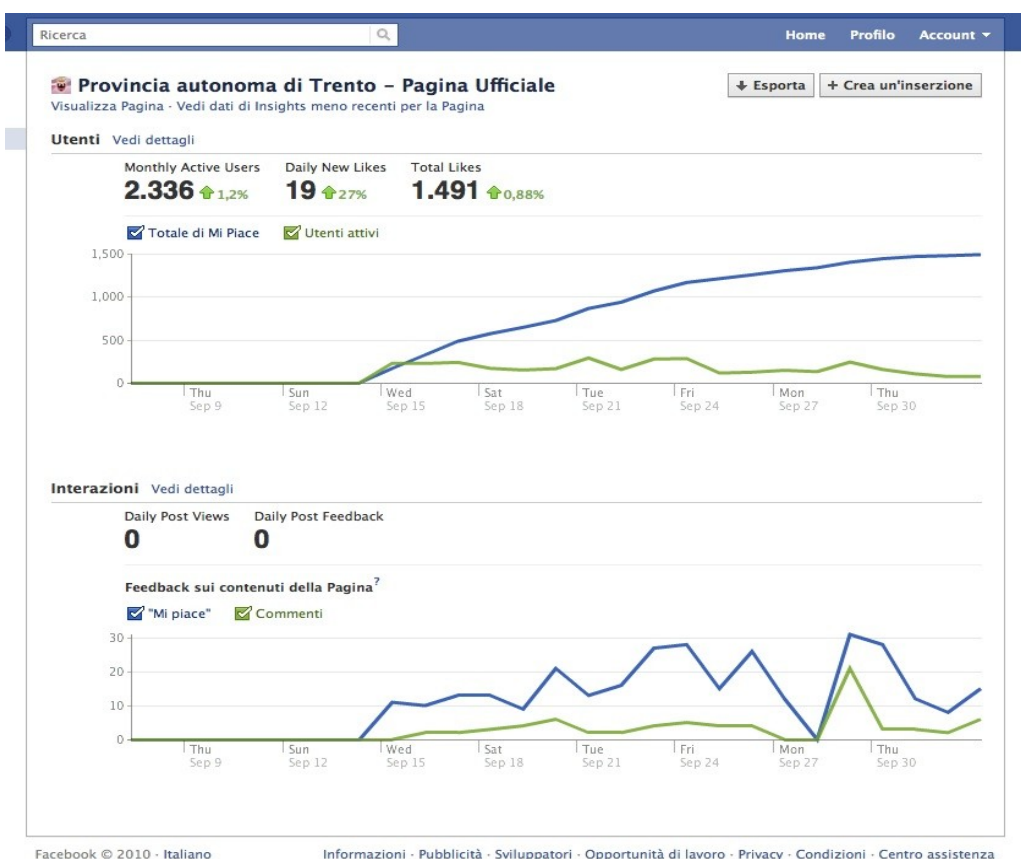 Ricerca
Home Profilo Account
Provincia autonoma di Trento – Pagina Ufficiale
Esporta + Crea un'inserzione
Visualizza Pagina · Vedi dati di Insights meno recenti per la Pagina
Utenti Vedi dettagli
Monthly Active Users Daily New Likes Total Likes
2.336 1,2% 19 27% 1.491 0,88%
Totale di Mi Piace Utenti attivi
1,500
1,000
500
0
Thu Sun Wed Sat Tue Fri Mon Thu
Sep 9 Sep 12 Sep 15 Sep 18 Sep 21 Sep 24 Sep 27 Sep 30
Interazioni Vedi dettagli
Daily Post Views Daily Post Feedback
0 0
Feedback sui contenuti della Pagina?
"Mi piace" Commenti
30
20
10
0
Thu Sun Wed Sat Tue Fri Mon Thu
Sep 9 Sep 12 Sep 15 Sep 18 Sep 21 Sep 24 Sep 27 Sep 30
Facebook © 2010 · Italiano Informazioni · Pubblicità · Sviluppatori · Opportunità di lavoro · Privacy · Condizioni · Centro assistenza